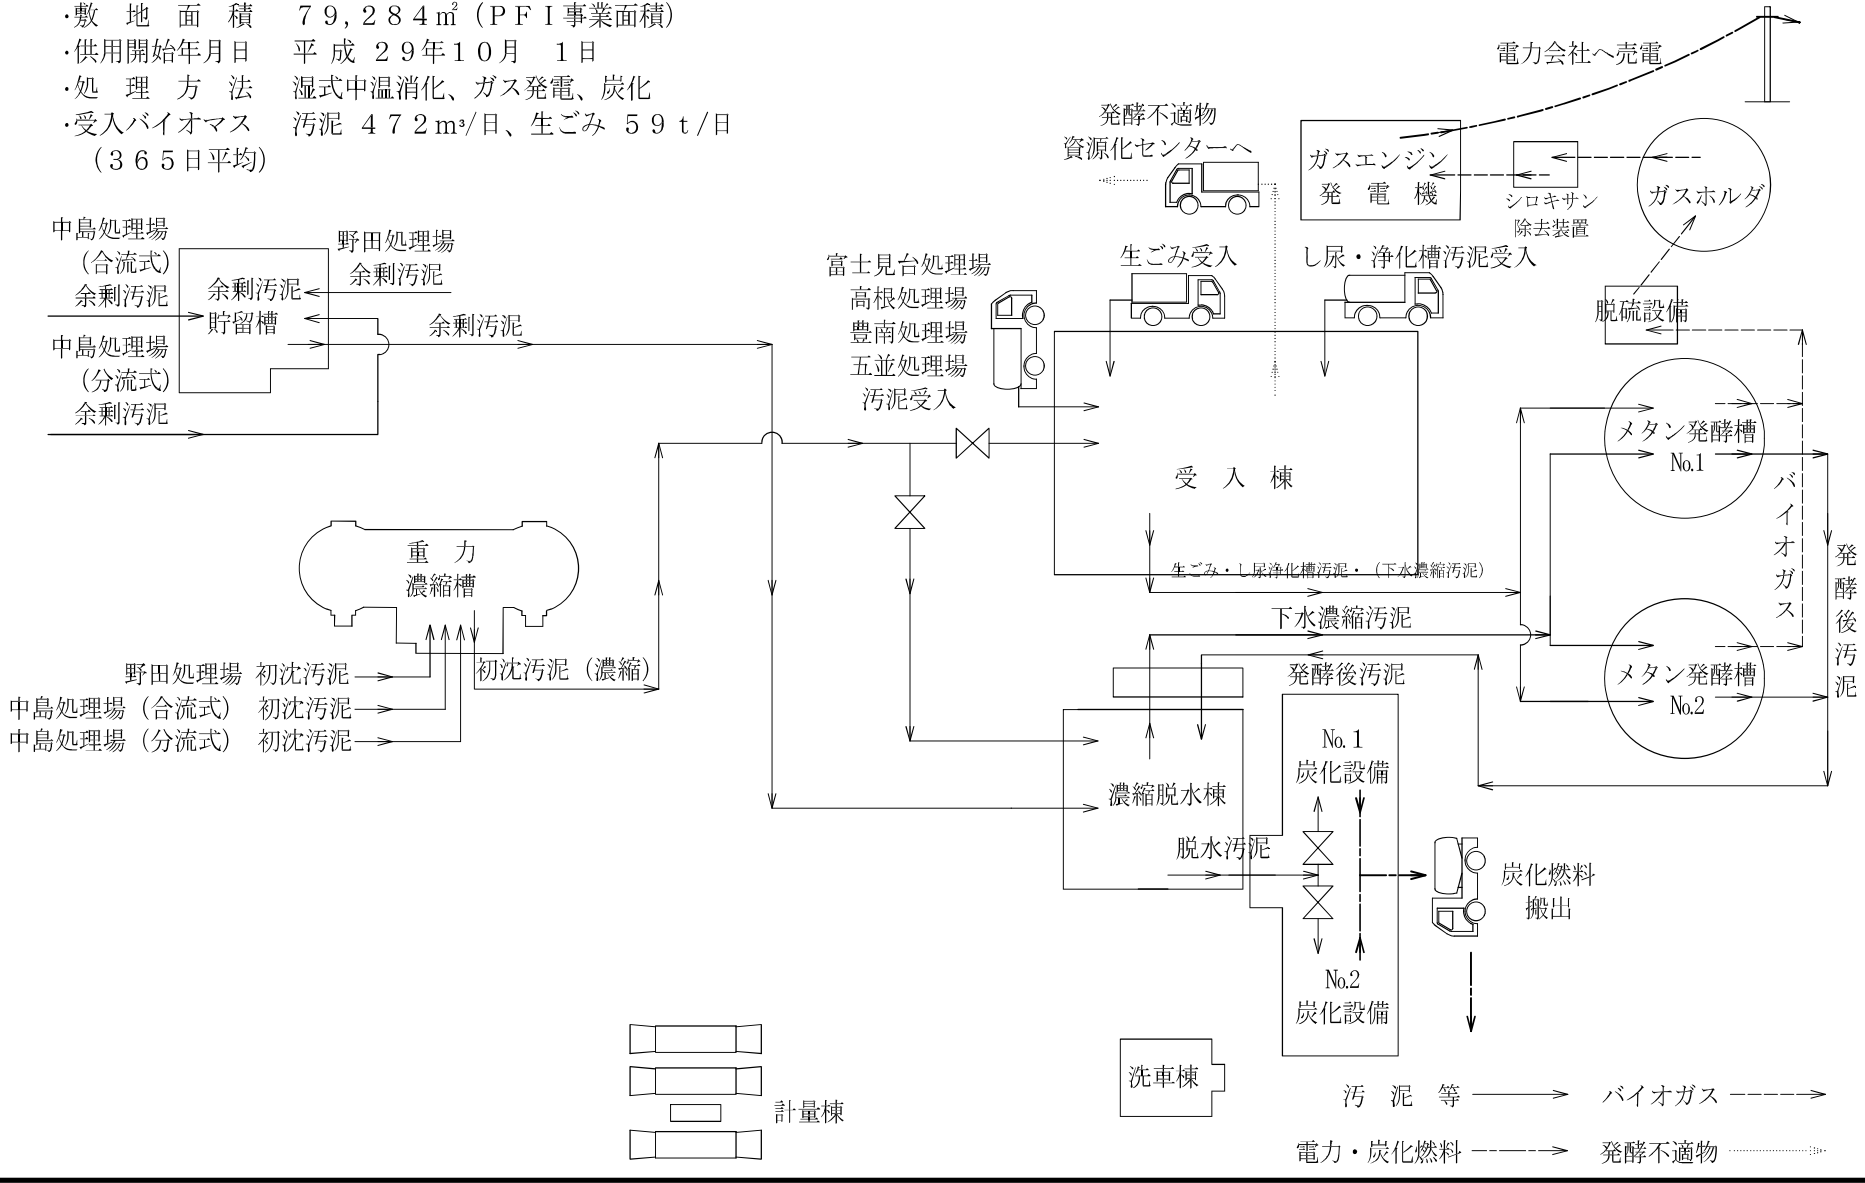 ・敷地面積 ７９,２８４㎡（ＰＦＩ事業面積）
・供用開始年月日 平成２９年１０月 １日
・処理方法 湿式中温消化、ガス発電、炭化
・受入バイオマス 汚泥 ４７２m³/日、生ごみ ５９ｔ/日
（３６５日平均）
電力会社へ売電
発酵不適物
資源化センターへ
ガスエンジン
発電機
シロキサン
除去装置
ガスホルダ
中島処理場
（合流式）
余剰汚泥
余剰汚泥
貯留槽
野田処理場
余剰汚泥
中島処理場
（分流式）
余剰汚泥
余剰汚泥
富士見台処理場
高根処理場
豊南処理場
五並処理場
汚泥受入
生ごみ受入
し尿・浄化槽汚泥受入
脱硫設備
受入棟
メタン発酵槽
No.1
バイオガス
発酵後汚泥
重力
濃縮槽
生ごみ・し尿浄化槽汚泥・（下水濃縮汚泥）
下水濃縮汚泥
初沈汚泥（濃縮）
野田処理場 初沈汚泥
中島処理場（合流式） 初沈汚泥
中島処理場（分流式） 初沈汚泥
発酵後汚泥
メタン発酵槽
No.2
No.1
炭化設備
濃縮脱水棟
脱水汚泥
炭化燃料
搬出
No.2
炭化設備
計量棟
洗車棟
汚泥等
バイオガス
電力・炭化燃料
発酵不適物